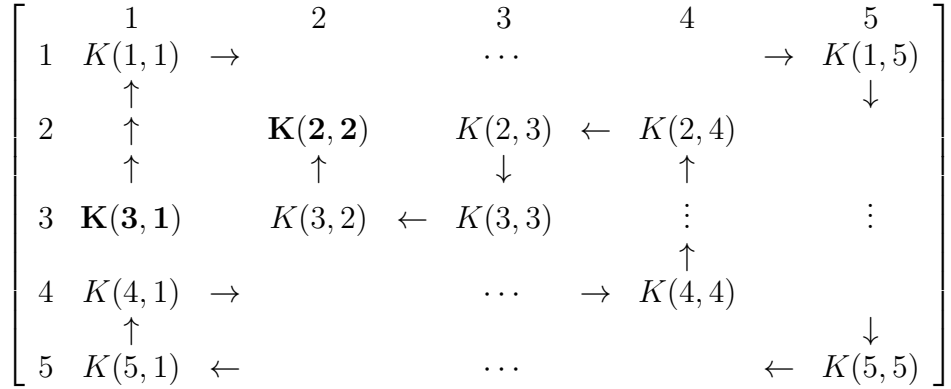 1 2 3 4 5
1 K(1,1) → ⋯ → K(1,5)
↑ ↓
2 ↑ K(2,2) K(2,3) ← K(2,4)
↑ ↑ ↓ ↑
3 K(3,1) K(3,2) ← K(3,3) ⋮ ⋮
↑
4 K(4,1) → ⋯ → K(4,4)
↑ ↓
5 K(5,1) ← ⋯ ← K(5,5)